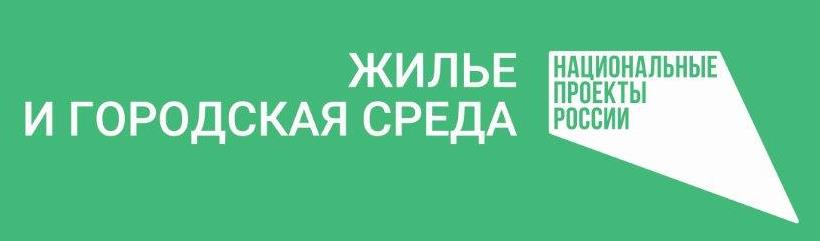 ЖИЛЬЕ
И ГОРОДСКАЯ СРЕДА
НАЦИОНАЛЬНЫЕ
ПРОЕКТЫ
РОССИИ